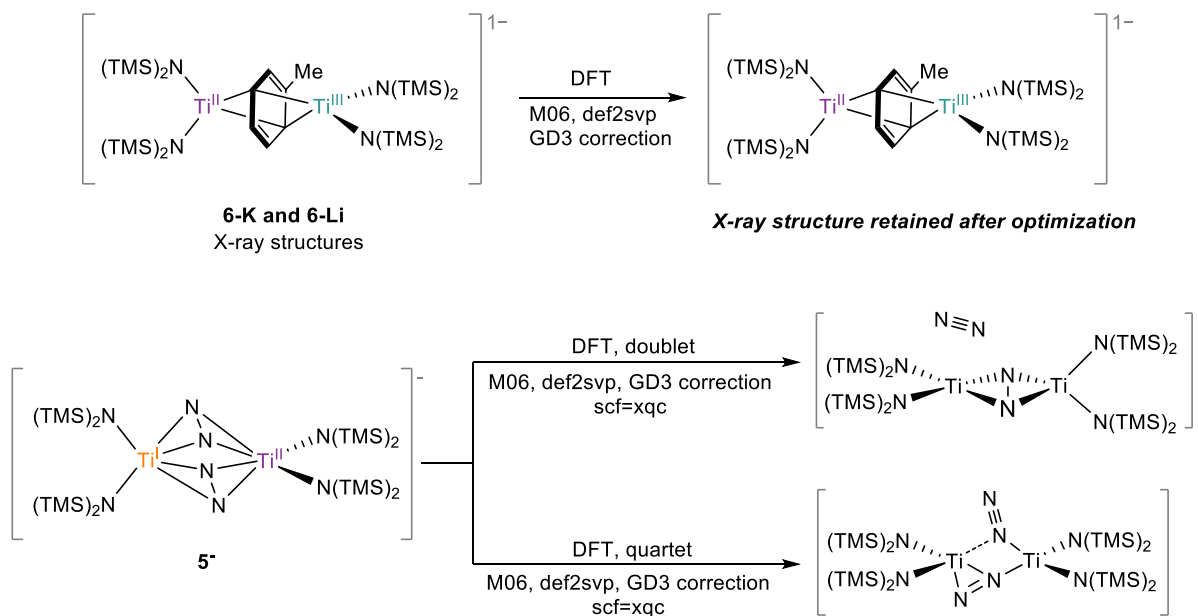 1–
(TMS)2N
Me
N(TMS)2
TiII
TiIII
(TMS)2N
N(TMS)2
6-K and 6-Li
X-ray structures
DFT
M06, def2svp
GD3 correction
1–
(TMS)2N
Me
N(TMS)2
TiII
TiIII
(TMS)2N
N(TMS)2
X-ray structure retained after optimization
-
(TMS)2N
N
N
N(TMS)2
TiI
TiII
N
N
(TMS)2N
N(TMS)2
5-
DFT, doublet
M06, def2svp, GD3 correction
scf=xqc
N≡N
(TMS)2N
N
N(TMS)2
Ti
Ti
(TMS)2N
N
N(TMS)2
DFT, quartet
M06, def2svp, GD3 correction
scf=xqc
N
N
(TMS)2N
N(TMS)2
Ti
Ti
(TMS)2N
N
N(TMS)2
N